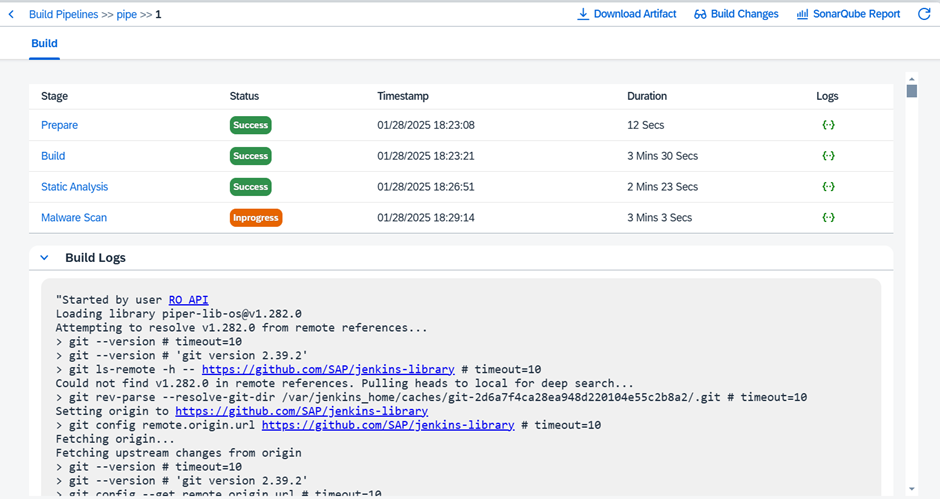 Build Pipelines >> pipe >> 1
Download Artifact
Build Changes
SonarQube Report
Build
Stage Status Timestamp Duration Logs
Prepare Success 01/28/2025 18:23:08 12 Secs {··}
Build Success 01/28/2025 18:23:21 3 Mins 30 Secs {··}
Static Analysis Success 01/28/2025 18:26:51 2 Mins 23 Secs {··}
Malware Scan Inprogress 01/28/2025 18:29:14 3 Mins 3 Secs {··}
Build Logs
"Started by user RO API
Loading library piper-lib-os@v1.282.0
Attempting to resolve v1.282.0 from remote references...
> git --version # timeout=10
> git --version # 'git version 2.39.2'
> git ls-remote -h -- https://github.com/SAP/jenkins-library # timeout=10
Could not find v1.282.0 in remote references. Pulling heads to local for deep search...
> git rev-parse --resolve-git-dir /var/jenkins_home/caches/git-2d6a7f4ca28ea948d220104e55c2b8a2/.git # timeout=10
Setting origin to https://github.com/SAP/jenkins-library
> git config remote.origin.url https://github.com/SAP/jenkins-library # timeout=10
Fetching origin...
Fetching upstream changes from origin
> git --version # timeout=10
> git --version # 'git version 2.39.2'
> git config --get remote.origin.url # timeout=10